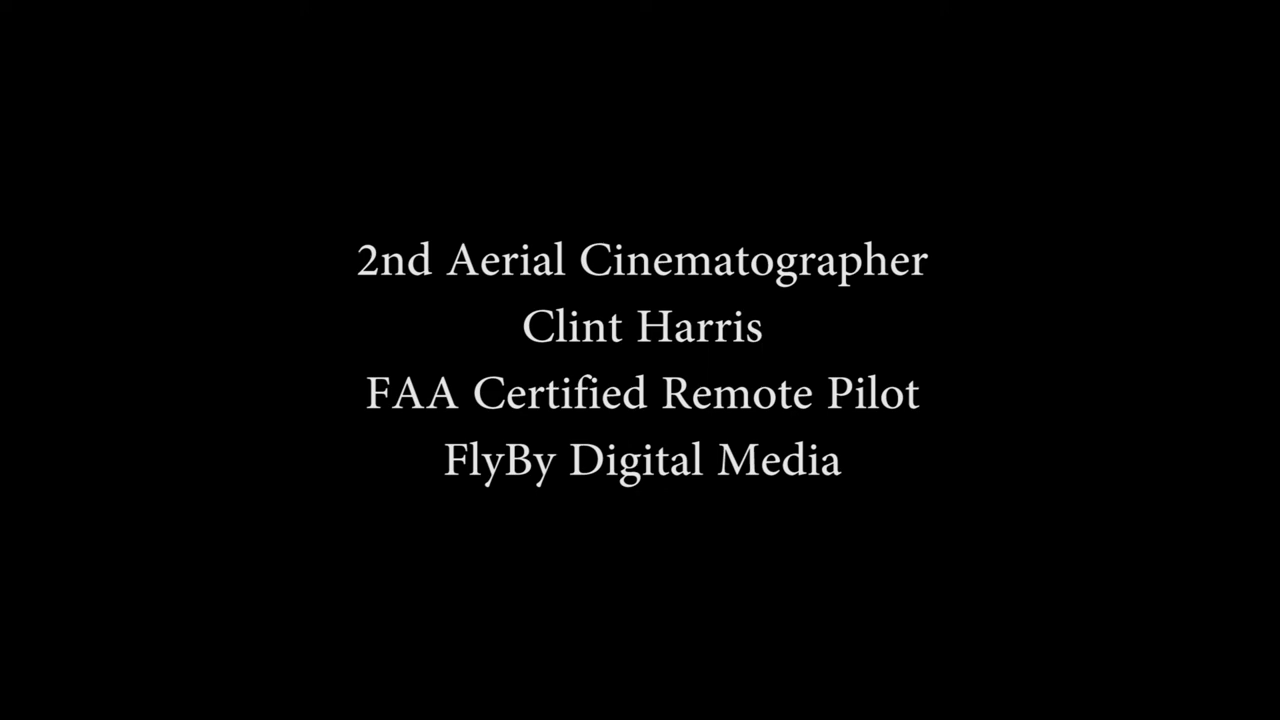 2nd Aerial Cinematographer
Clint Harris
FAA Certified Remote Pilot
FlyBy Digital Media